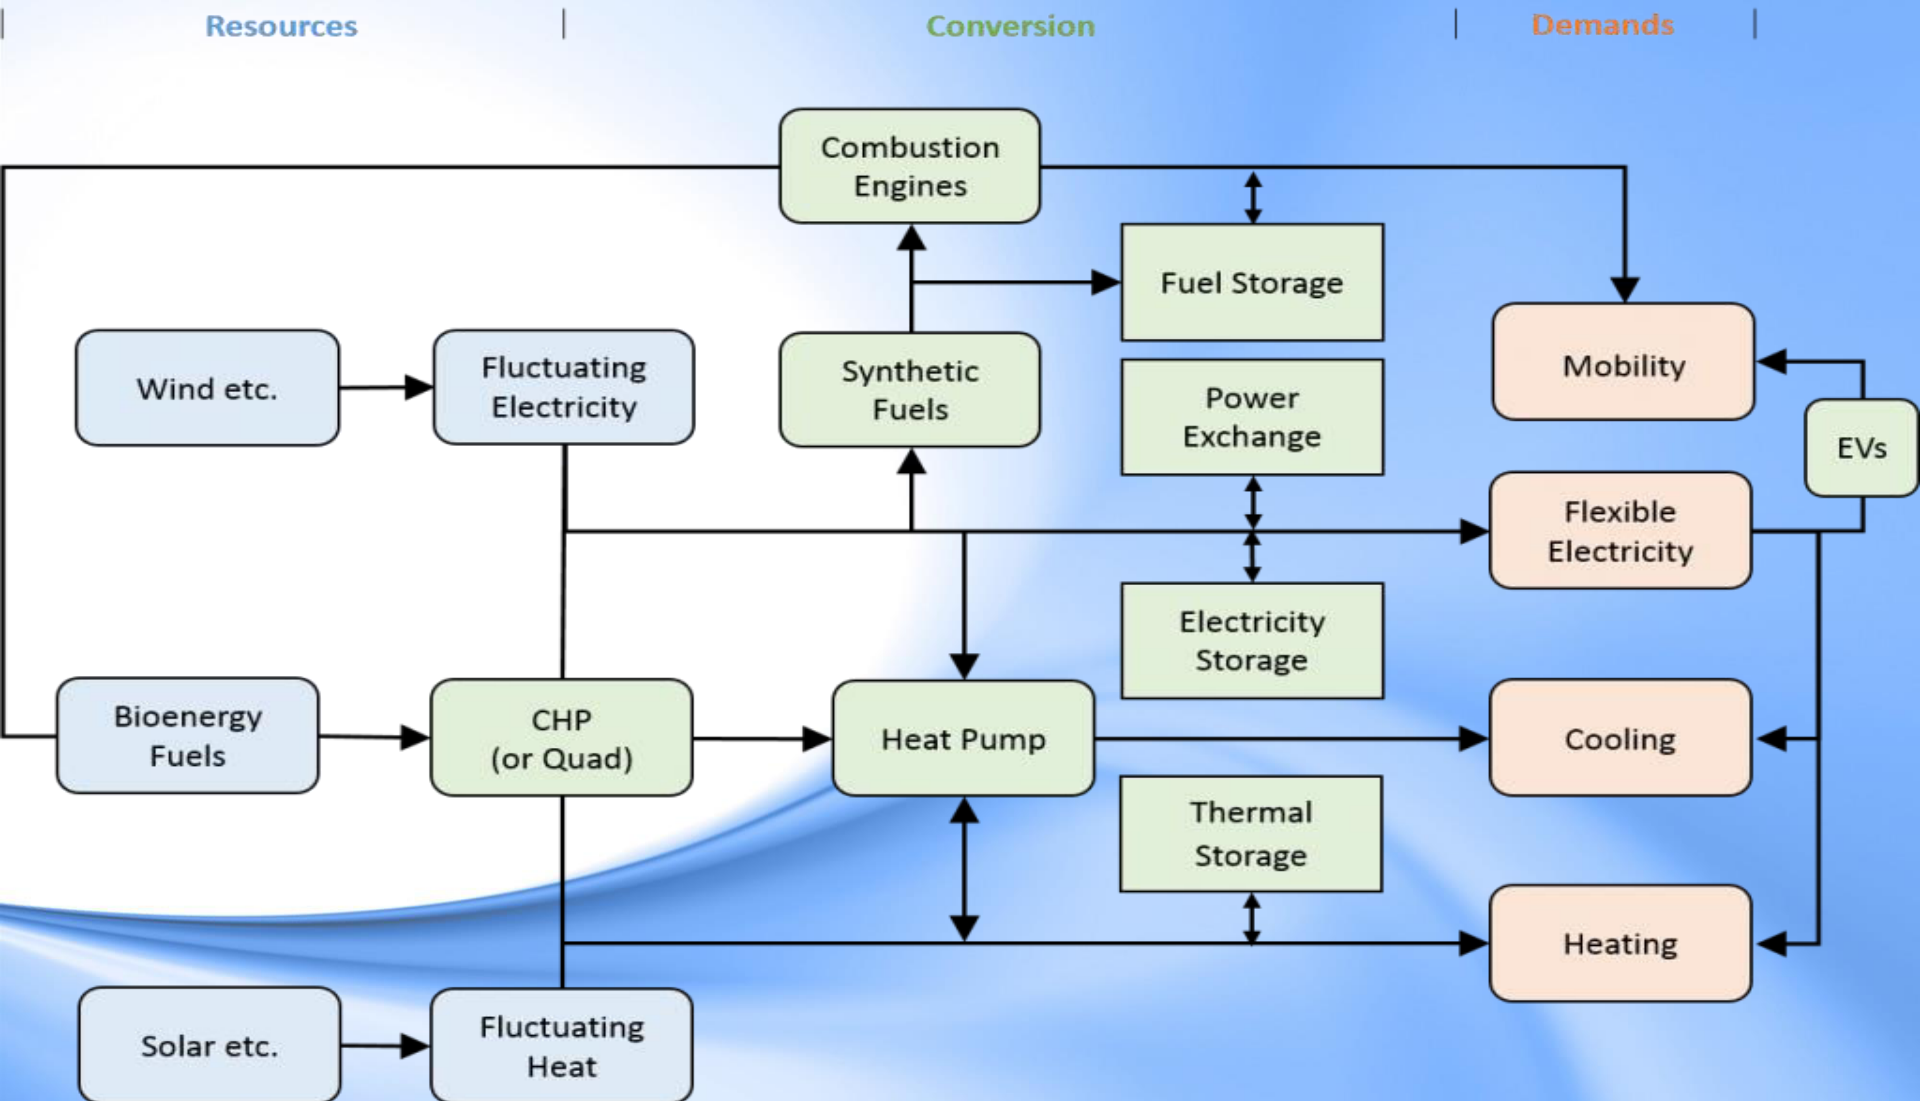 Resources
Conversion
Demands
Combustion
Engines
Fuel Storage
Wind etc.
Fluctuating
Electricity
Synthetic
Fuels
Power
Exchange
Mobility
EVs
Flexible
Electricity
Electricity
Storage
Bioenergy
Fuels
CHP
(or Quad)
Heat Pump
Cooling
Thermal
Storage
Heating
Solar etc.
Fluctuating
Heat